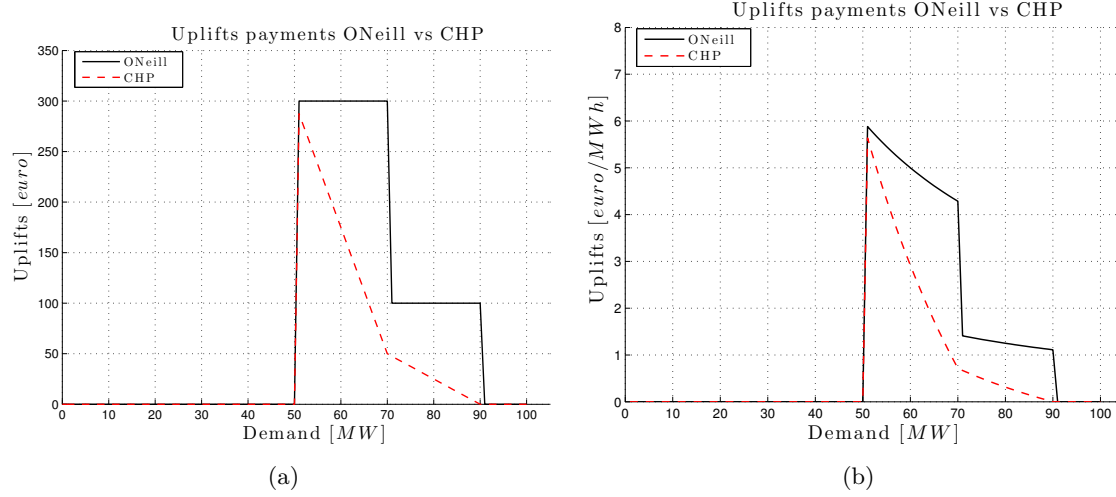 Uplifts payments ONeill vs CHP
ONeill
CHP
Uplifts [euro]
350
300
250
200
150
100
50
0
0 10 20 30 40 50 60 70 80 90 100
Demand [MW]
(a)
Uplifts payments ONeill vs CHP
ONeill
CHP
Uplifts [euro/MWh]
8
7
6
5
4
3
2
1
0
0 10 20 30 40 50 60 70 80 90 100
Demand [MW]
(b)